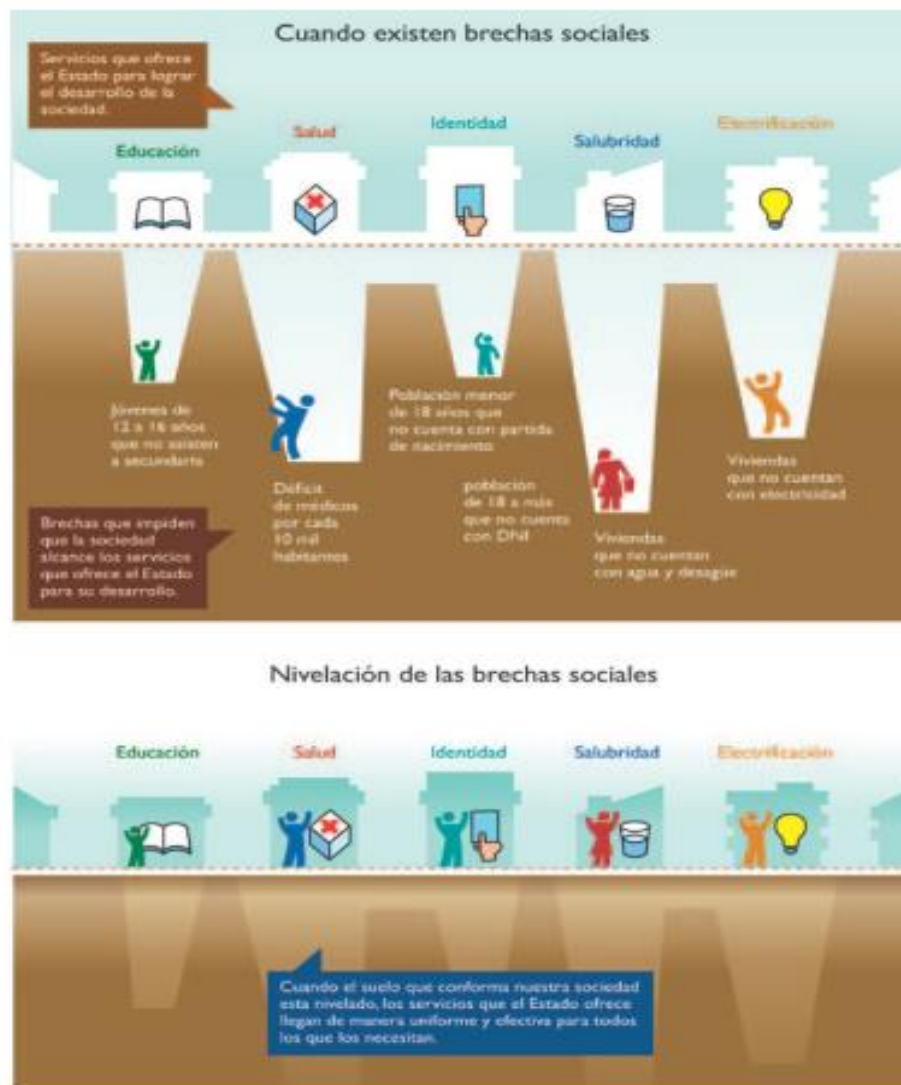 Cuando existen brechas sociales
Servicios que ofrece
el Estado para lograr
el desarrollo de la
sociedad.
Educación
Salud
Identidad
Salubridad
Electrificación
Jóvenes de
12 a 16 años
que no asisten
a secundaria
Déficit
de médicos
por cada
10 mil
habitantes
Población menor
de 18 años que
no cuenta con partida
de nacimiento
población
de 18 a más
que no cuenta
con DNI
Viviendas
que no cuentan
con agua y desagüe
Viviendas
que no cuentan
con electricidad
Brechas que impiden
que la sociedad
alcance los servicios
que ofrece el Estado
para su desarrollo.
Nivelación de las brechas sociales
Educación
Salud
Identidad
Salubridad
Electrificación
Cuando el suelo que conforma nuestra sociedad
esta nivelado, los servicios que el Estado ofrece
llegan de manera uniforme y efectiva para todos
los que los necesitan.